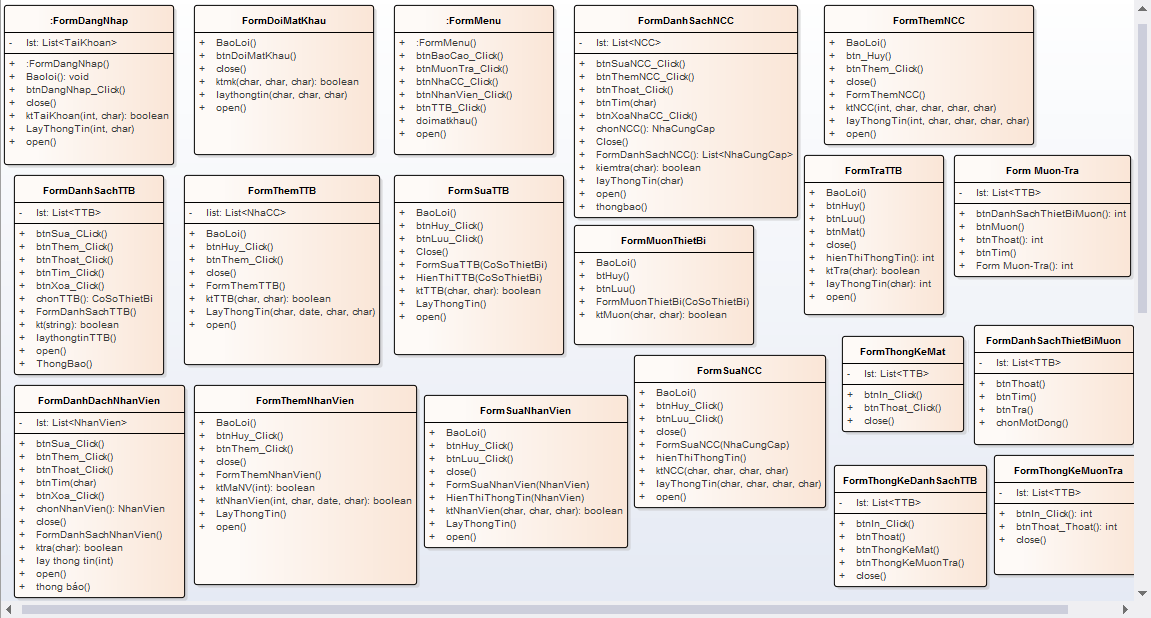 :FormDangNhap
- lst: List<TaiKhoan>
+ :FormDangNhap()
+ Baoloi(): void
+ btnDangNhap_Click()
+ close()
+ ktTaiKhoan(int, char): boolean
+ LayThongTin(int, char)
+ open()
FormDoiMatKhau
+ BaoLoi()
+ btnDoiMatKhau()
+ close()
+ ktmk(char, char, char): boolean
+ laythongtin(char, char, char)
+ open()
:FormMenu
+ :FormMenu()
+ btnBaoCao_Click()
+ btnMuonTra_Click()
+ btnNhaCC_Click()
+ btnNhanVien_Click()
+ btnTTB_Click()
+ doimatkhau()
+ open()
FormDanhSachNCC
- lst: List<NCC>
+ btnSuaNCC_Click()
+ btnThemNCC_Click()
+ btnThoat_Click()
+ btnTim(char)
+ btnXoaNhaCC_Click()
+ chonNCC(): NhaCungCap
+ Close()
+ FormDanhSachNCC(): List<NhaCungCap>
+ kiemtra(char): boolean
+ layThongTin(char)
+ open()
+ thongbao()
FormThemNCC
+ BaoLoi()
+ btn_Huy()
+ btnThem_Click()
+ close()
+ FormThemNCC()
+ ktNCC(int, char, char, char, char)
+ layThongTin(int, char, char, char, char)
+ open()
FormDanhSachTTB
- lst: List<TTB>
+ btnSua_CLick()
+ btnThem_Click()
+ btnThoat_Click()
+ btnTim_Click()
+ btnXoa_Click()
+ chonTTB(): CoSoThietBi
+ FormDanhSachTTB()
+ kt(string): boolean
+ laythongtinTTB()
+ open()
+ ThongBao()
FormThemTTB
- list: List<NhaCC>
+ BaoLoi()
+ btnHuy_Click()
+ btnThem_Click()
+ close()
+ FormThemTTB()
+ ktTTB(char, char): boolean
+ LayThongTin(char, date, char, char)
+ open()
FormSuaTTB
+ BaoLoi()
+ btnHuy_Click()
+ btnLuu_Click()
+ Close()
+ FormSuaTTB(CoSoThietBi)
+ HienThiTTB(CoSoThietBi)
+ ktTTB(char, char): boolean
+ LayThongTin()
+ open()
FormMuonThietBi
+ BaoLoi()
+ btHuy()
+ btnLuu()
+ FormMuonThietBi(CoSoThietBi)
+ ktMuon(char, char): boolean
FormTraTTB
+ BaoLoi()
+ btnHuy()
+ btnLuu()
+ btnMat()
+ close()
+ hienThiThongTin(): int
+ ktTra(char): boolean
+ layThongTin(char): int
+ open()
Form Muon-Tra
- lst: List<TTB>
+ btnDanhSachThietBiMuon(): int
+ btnMuon()
+ btnThoat(): int
+ btnTim()
+ Form Muon-Tra(): int
FormDanhDachNhanVien
- lst: List<NhanVien>
+ btnSua_Click()
+ btnThem_Click()
+ btnThoat_Click()
+ btnTim(char)
+ btnXoa_Click()
+ chonNhanVien(): NhanVien
+ close()
+ FormDanhSachNhanVien()
+ ktra(char): boolean
+ lay thong tin(int)
+ open()
+ thong báo()
FormThemNhanVien
+ BaoLoi()
+ btnHuy_Click()
+ btnThem_Click()
+ close()
+ FormThemNhanVien()
+ ktMaNV(int): boolean
+ ktNhanVien(int, char, date, char): boolean
+ LayThongTin()
+ open()
FormSuaNhanVien
+ BaoLoi()
+ btnHuy_Click()
+ btnLuu_Click()
+ close()
+ FormSuaNhanVien(NhanVien)
+ HienThiThongTin(NhanVien)
+ ktNhanVien(char, char, char): boolean
+ LayThongTin()
+ open()
FormSuaNCC
+ BaoLoi()
+ btnHuy_Click()
+ btnLuu_Click()
+ close()
+ FormSuaNCC(NhaCungCap)
+ hienThiThongTin()
+ ktNCC(char, char, char, char)
+ layThongTin(char, char, char, char)
+ open()
FormThongKeMat
- lst: List<TTB>
+ btnIn_Click()
+ btnThoat_Click()
+ close()
FormDanhSachThietBiMuon
- lst: List<TTB>
+ btnThoat()
+ btnTim()
+ btnTra()
+ chonMotDong()
FormThongKeDanhSachTTB
- lst: List<TTB>
+ btnIn_Click()
+ btnThoat()
+ btnThongKeMat()
+ btnThongKeMuonTra()
+ close()
FormThongKeMuonTra
- lst: List<TTB>
+ btnIn_Click(): int
+ btnThoat_Thoat(): int
+ close()